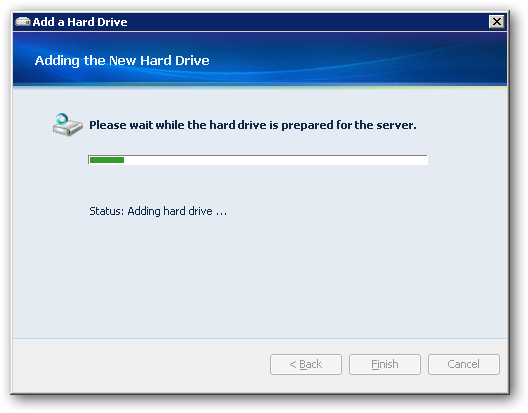 Add a Hard Drive
Adding the New Hard Drive
Please wait while the hard drive is prepared for the server.
Status: Adding hard drive ...
< Back Finish Cancel